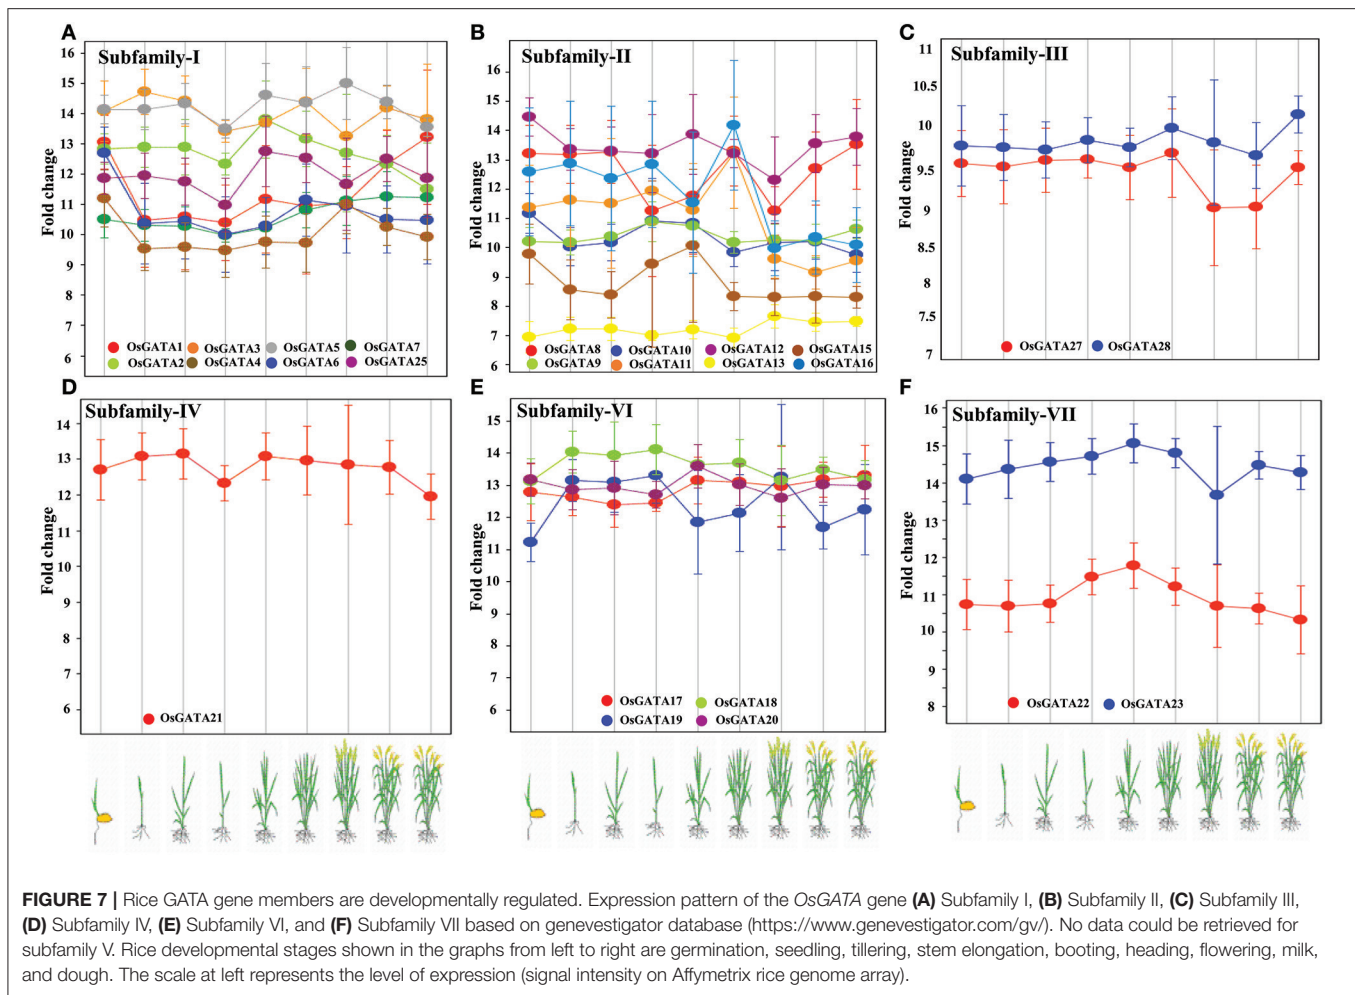 A
Subfamily-I
Fold change
16
15
14
13
12
11
10
9
8
7
6
OsGATA1 OsGATA3 OsGATA5 OsGATA7
OsGATA2 OsGATA4 OsGATA6 OsGATA25
B
Subfamily-II
Fold change
16
15
14
13
12
11
10
9
8
7
6
OsGATA8 OsGATA10 OsGATA12 OsGATA15
OsGATA9 OsGATA11 OsGATA13 OsGATA16
C
Subfamily-III
Fold change
11
10.5
10
9.5
9
8.5
8
7.5
7
OsGATA27 OsGATA28
D
Subfamily-IV
Fold change
14
13
12
11
10
9
8
7
6
OsGATA21
E
Subfamily-VI
Fold change
15
14
13
12
11
10
9
8
7
6
OsGATA17 OsGATA18
OsGATA19 OsGATA20
F
Subfamily-VII
Fold change
16
15
14
13
12
11
10
9
8
OsGATA22 OsGATA23
FIGURE 7 | Rice GATA gene members are developmentally regulated. Expression pattern of the OsGATA gene (A) Subfamily I, (B) Subfamily II, (C) Subfamily III,
(D) Subfamily IV, (E) Subfamily VI, and (F) Subfamily VII based on genevestigator database (https://www.genevestigator.com/gv/). No data could be retrieved for
subfamily V. Rice developmental stages shown in the graphs from left to right are germination, seedling, tillering, stem elongation, booting, heading, flowering, milk,
and dough. The scale at left represents the level of expression (signal intensity on Affymetrix rice genome array).